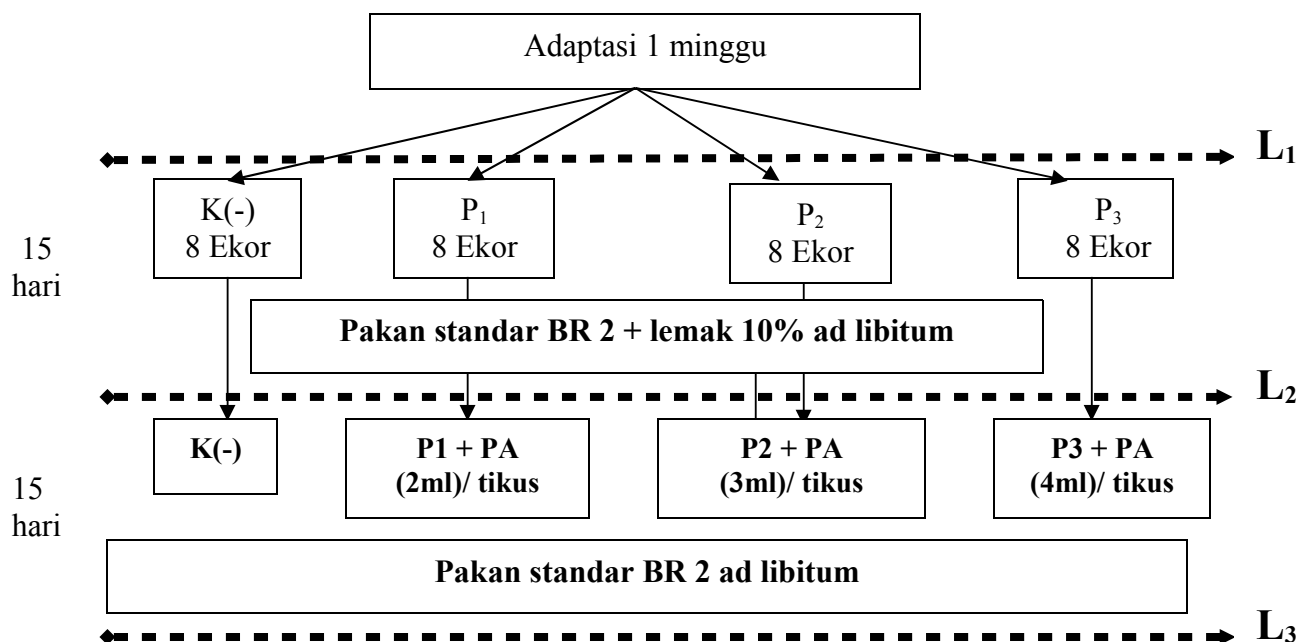 Adaptasi 1 minggu
L₁
K(-)
8 Ekor
P₁
8 Ekor
P₂
8 Ekor
P₃
8 Ekor
15
hari
Pakan standar BR 2 + lemak 10% ad libitum
L₂
K(-)
P1 + PA
(2ml)/ tikus
P2 + PA
(3ml)/ tikus
P3 + PA
(4ml)/ tikus
15
hari
Pakan standar BR 2 ad libitum
L₃